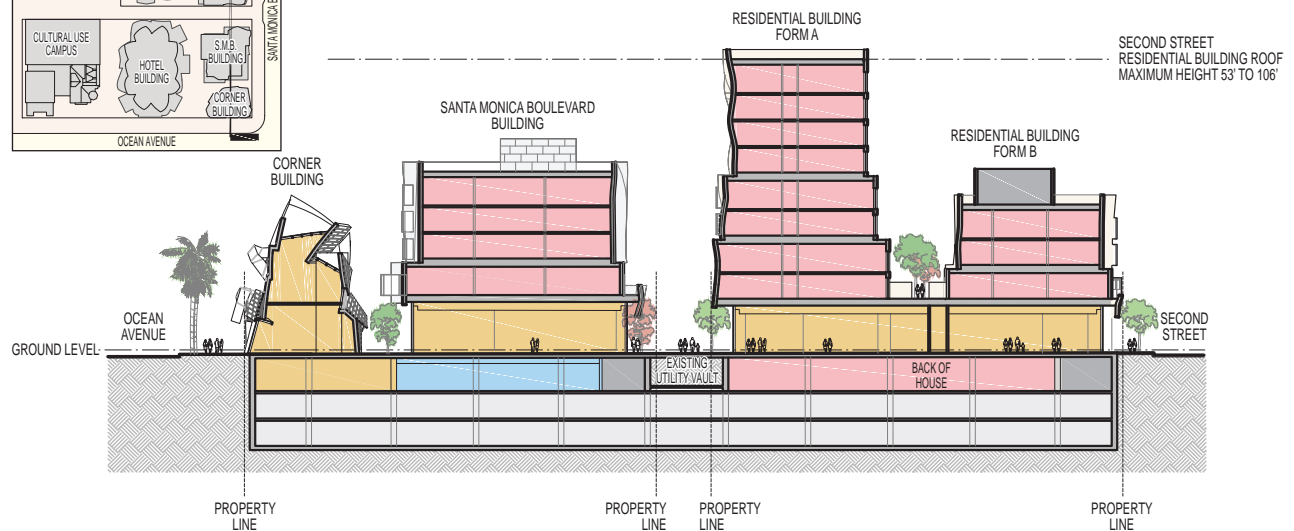 SANTA MONICA B
CULTURAL USE
CAMPUS
HOTEL
BUILDING
S.M.B.
BUILDING
CORNER
BUILDING
OCEAN AVENUE
RESIDENTIAL BUILDING
FORM A
SECOND STREET
RESIDENTIAL BUILDING ROOF
MAXIMUM HEIGHT 53' TO 106'
SANTA MONICA BOULEVARD
BUILDING
RESIDENTIAL BUILDING
FORM B
CORNER
BUILDING
OCEAN
AVENUE
SECOND
STREET
GROUND LEVEL
EXISTING
UTILITY VAULT
BACK OF
HOUSE
PROPERTY
LINE
PROPERTY
LINE
PROPERTY
LINE
PROPERTY
LINE